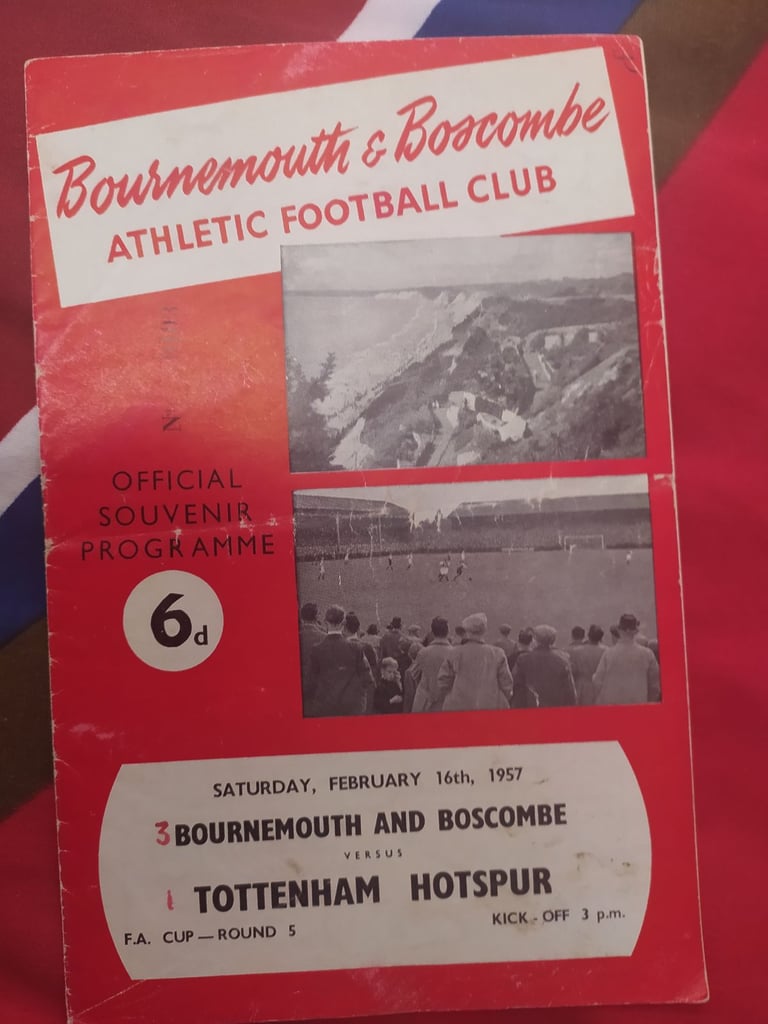 Bournemouth & Boscombe
ATHLETIC FOOTBALL CLUB
OFFICIAL
SOUVENIR
PROGRAMME
6d
SATURDAY, FEBRUARY 16th, 1957
3 BOURNEMOUTH AND BOSCOMBE
VERSUS
1 TOTTENHAM HOTSPUR
F.A. CUP — ROUND 5
KICK - OFF 3 p.m.